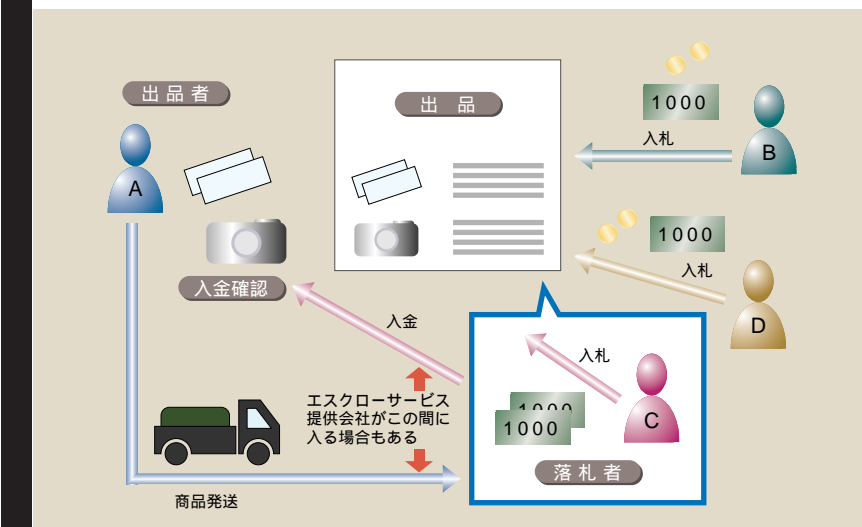 出品者
A
出品
1000
入札
B
1000
入札
D
入金確認
入金
入札
C
1000
1000
エスクローサービス
提供会社がこの間に
入る場合もある
落札者
商品発送